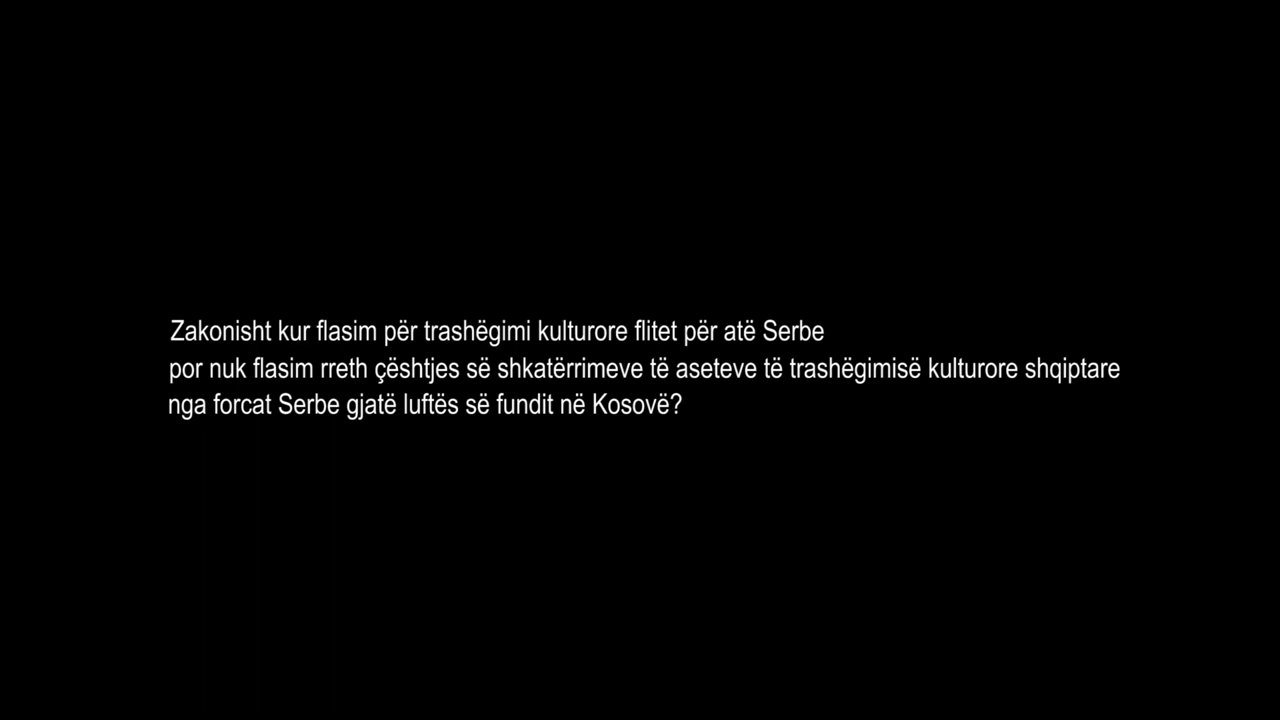 Zakonisht kur flasim për trashëgimi kulturore flitet për atë Serbe
por nuk flasim rreth çështjes së shkatërrimeve të aseteve të trashëgimisë kulturore shqiptare
nga forcat Serbe gjatë luftës së fundit në Kosovë?